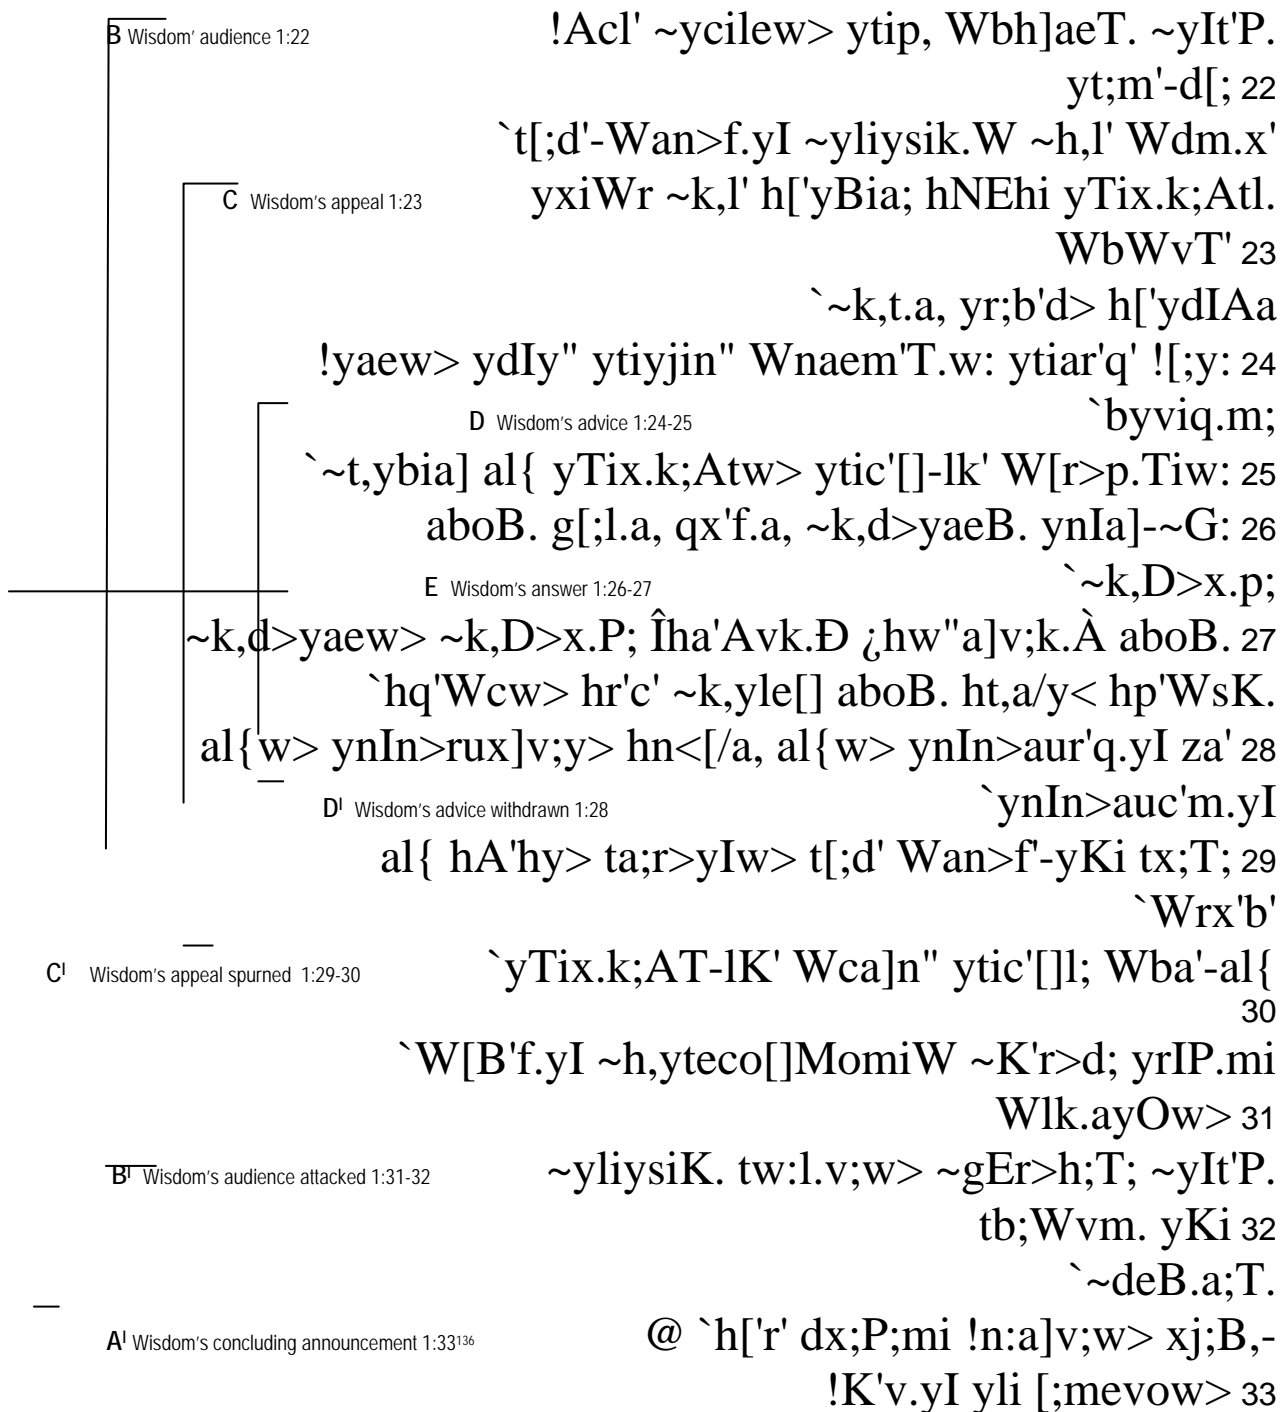 B Wisdom' audience 1:22 !Acl' ~ycilew> ytip, Wbh]aeT. ~yIt'P.
yt;m'-d[; 22
`t[;d'-Wan>f.yI ~yliysik.W ~h,l' Wdm.x'
C Wisdom's appeal 1:23 yxiWr ~k,l' h['yBia; hNEhi yTix.k;Atl.
WbWvT' 23
`~k,t.a, yr;b'd> h['ydIAa
!yaew> ydIy" ytiyjin" Wnaem'T.w: ytiar'q' ![;y: 24
D Wisdom's advice 1:24-25 `byviq.m;
`~t,ybia] al{ yTix.k;Atw> ytic'[]-lk' W[r>p.Tiw: 25
aboB. g[;l.a, qx'f.a, ~k,d>yaeB. ynIa]-~G: 26
E Wisdom's answer 1:26-27 `~k,D>x.p;
~k,d>yaew> ~k,D>x.P; Îha'Avk.Ð ¿hw"a]v;k.À aboB. 27
`hq'Wcw> hr'c' ~k,yle[] aboB. ht,a/y< hp'WsK.
al{w> ynIn>rux]v;y> hn<[/a, al{w> ynIn>aur'q.yI za' 28
Dᴵ Wisdom's advice withdrawn 1:28 `ynIn>auc'm.yI
al{ hA'hy> ta;r>yIw> t[;d' Wan>f'-yKi tx;T; 29
`Wrx'b'
Cᴵ Wisdom's appeal spurned 1:29-30 `yTix.k;AT-lK' Wca]n" ytic'[]l; Wba'-al{
30
`W[B'f.yI ~h,yteco[]MomiW ~K'r>d; yrIP.mi
Wlk.ayOw> 31
Bᴵ Wisdom's audience attacked 1:31-32 ~yliysiK. tw:l.v;w> ~gEr>h;T; ~yIt'P.
tb;Wvm. yKi 32
`~deB.a;T.
Aᴵ Wisdom's concluding announcement 1:33¹³⁶ @ `h['r' dx;P;mi !n:a]v;w> xj;B,-
!K'v.yI yli [;mevow> 33